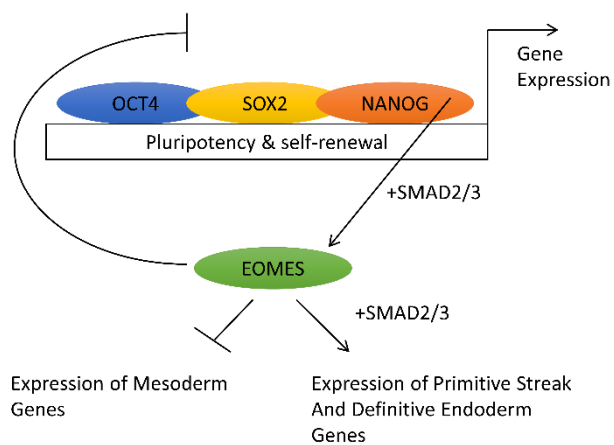 Gene
Expression
OCT4
SOX2
NANOG
Pluripotency & self-renewal
+SMAD2/3
EOMES
+SMAD2/3
Expression of Mesoderm
Genes
Expression of Primitive Streak
And Definitive Endoderm
Genes